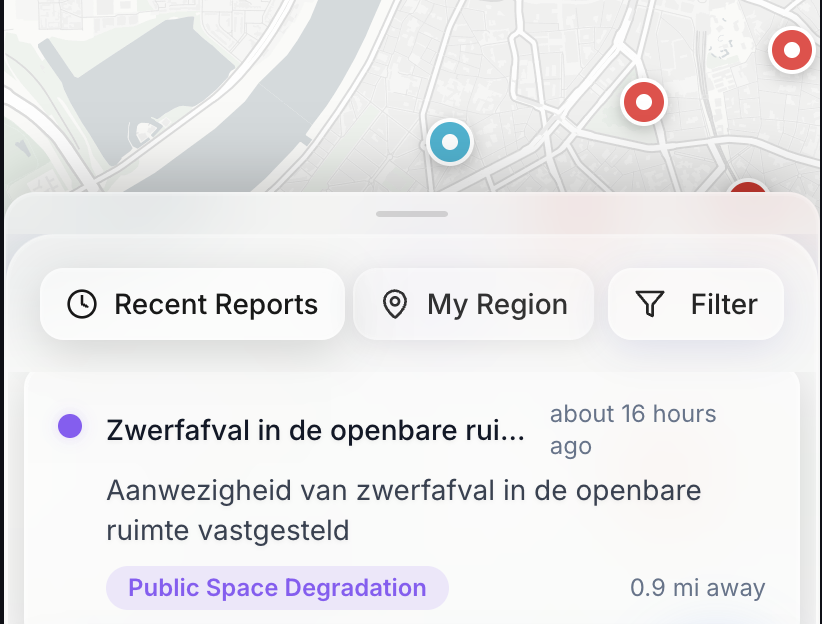 Recent Reports
My Region
Filter
Zwerfafval in de openbare rui...
about 16 hours
ago
Aanwezigheid van zwerfafval in de openbare
ruimte vastgesteld
Public Space Degradation
0.9 mi away